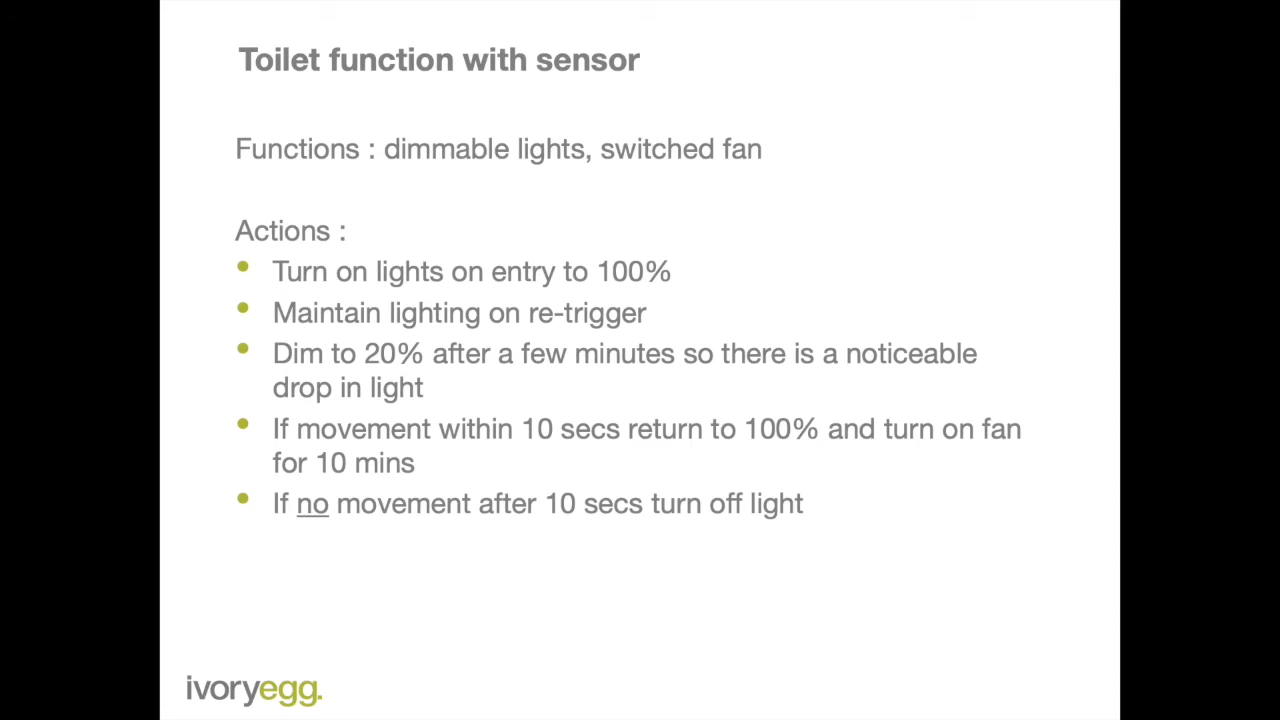 Toilet function with sensor
Functions : dimmable lights, switched fan
Actions :
• Turn on lights on entry to 100%
• Maintain lighting on re-trigger
• Dim to 20% after a few minutes so there is a noticeable
drop in light
• If movement within 10 secs return to 100% and turn on fan
for 10 mins
• If no movement after 10 secs turn off light
ivoryegg.